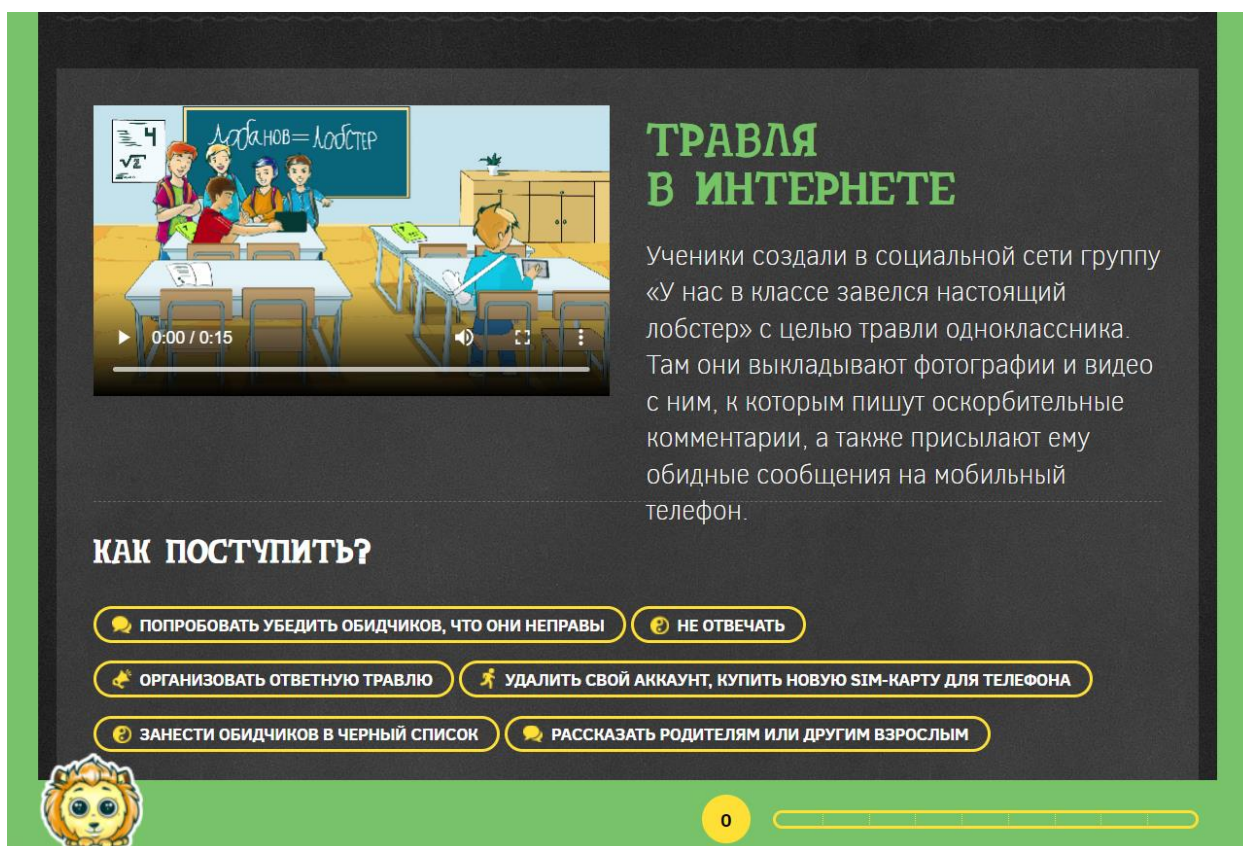 4
√2
Лобанов=Лобстер
0:00 / 0:15
ТРАВЛЯ
В ИНТЕРНЕТЕ
Ученики создали в социальной сети группу
«У нас в классе завелся настоящий
лобстер» с целью травли одноклассника.
Там они выкладывают фотографии и видео
с ним, к которым пишут оскорбительные
комментарии, а также присылают ему
обидные сообщения на мобильный
телефон.
КАК ПОСТУПИТЬ?
ПОПРОБОВАТЬ УБЕДИТЬ ОБИДЧИКОВ, ЧТО ОНИ НЕПРАВЫ
НЕ ОТВЕЧАТЬ
ОРГАНИЗОВАТЬ ОТВЕТНУЮ ТРАВЛЮ
УДАЛИТЬ СВОЙ АККАУНТ, КУПИТЬ НОВУЮ SIM-КАРТУ ДЛЯ ТЕЛЕФОНА
ЗАНЕСТИ ОБИДЧИКОВ В ЧЕРНЫЙ СПИСОК
РАССКАЗАТЬ РОДИТЕЛЯМ ИЛИ ДРУГИМ ВЗРОСЛЫМ
0